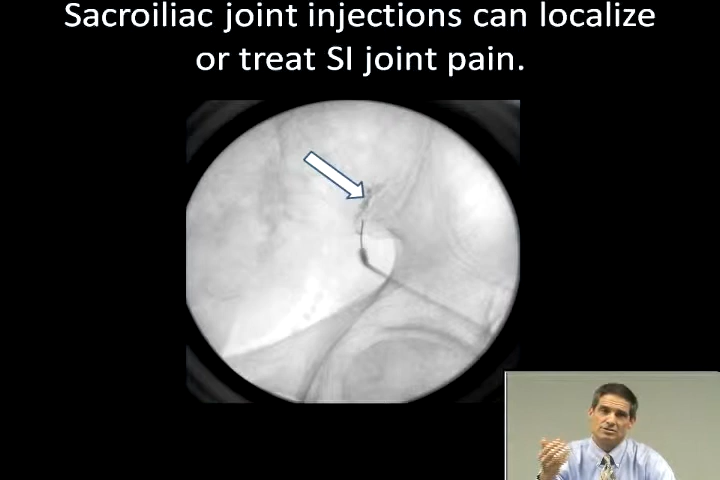 Sacroiliac joint injections can localize
or treat SI joint pain.